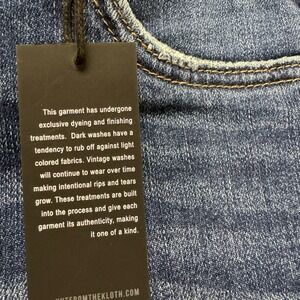 This garment has undergone
exclusive dyeing and finishing
treatments. Dark washes have a
tendency to rub off against light
colored fabrics. Vintage washes
will continue to wear over time
making intentional rips and tears
grow. These treatments are built
into the process and give each
garment its authenticity, making
it one of a kind.